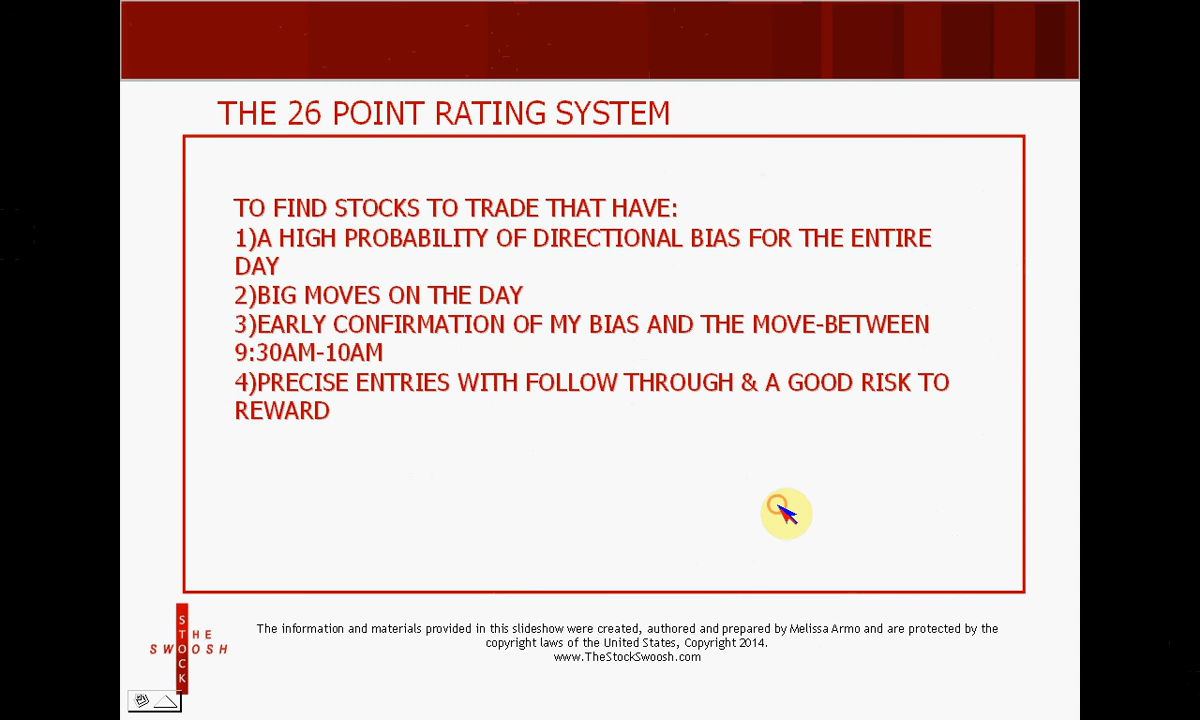 THE 26 POINT RATING SYSTEM
TO FIND STOCKS TO TRADE THAT HAVE:
1)A HIGH PROBABILITY OF DIRECTIONAL BIAS FOR THE ENTIRE
DAY
2)BIG MOVES ON THE DAY
3)EARLY CONFIRMATION OF MY BIAS AND THE MOVE-BETWEEN
9:30AM-10AM
4)PRECISE ENTRIES WITH FOLLOW THROUGH & A GOOD RISK TO
REWARD
THE
STOCK
SWOOSH
The information and materials provided in this slideshow were created, authored and prepared by Melissa Armo and are protected by the
copyright laws of the United States, Copyright 2014.
www.TheStockSwoosh.com